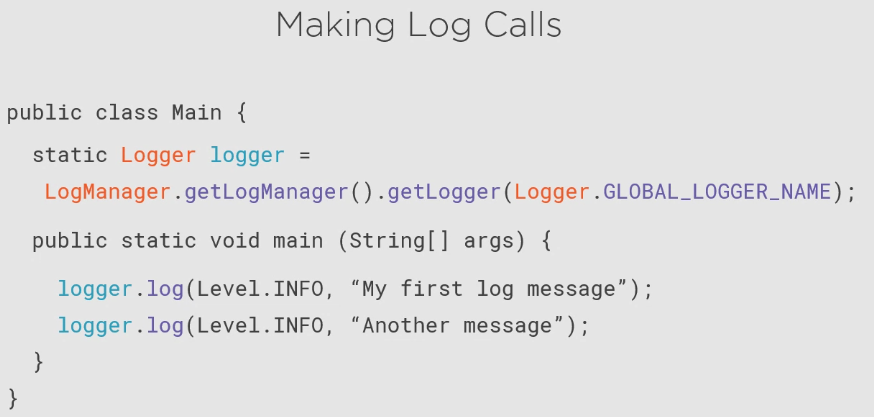 Making Log Calls
public class Main {
static Logger logger =
LogManager.getLogManager().getLogger(Logger.GLOBAL_LOGGER_NAME);
public static void main (String[] args) {
logger.log(Level.INFO, “My first log message”);
logger.log(Level.INFO, “Another message”);
}
}